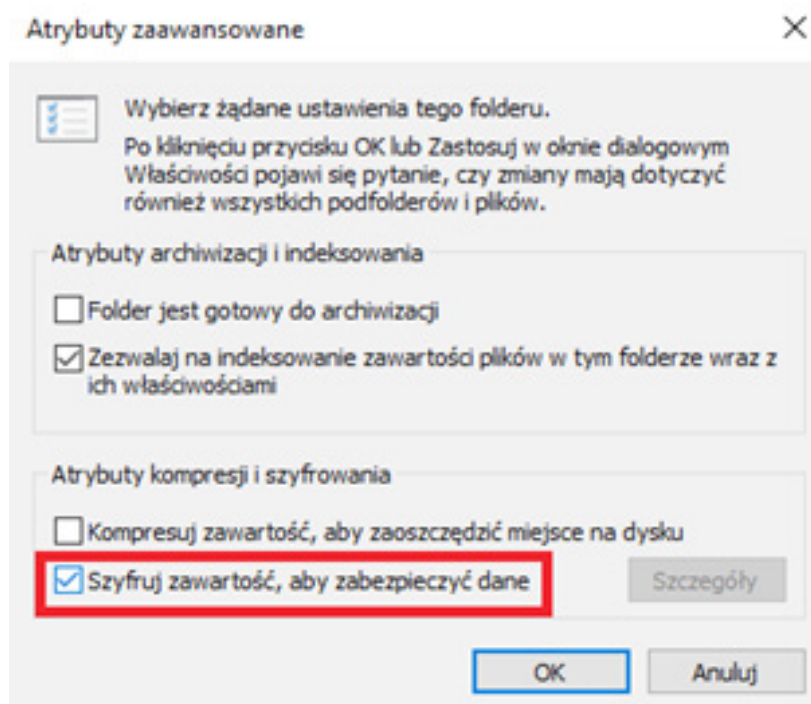 Atrybuty zaawansowane
Wybierz żądane ustawienia tego folderu.
Po kliknięciu przycisku OK lub Zastosuj w oknie dialogowym
Właściwości pojawi się pytanie, czy zmiany mają dotyczyć
również wszystkich podfolderów i plików.
Atrybuty archiwizacji i indeksowania
Folder jest gotowy do archiwizacji
Zezwalaj na indeksowanie zawartości plików w tym folderze wraz z
ich właściwościami
Atrybuty kompresji i szyfrowania
Kompresuj zawartość, aby zaoszczędzić miejsce na dysku
Szyfruj zawartość, aby zabezpieczyć dane
Szczegóły
OK
Anuluj